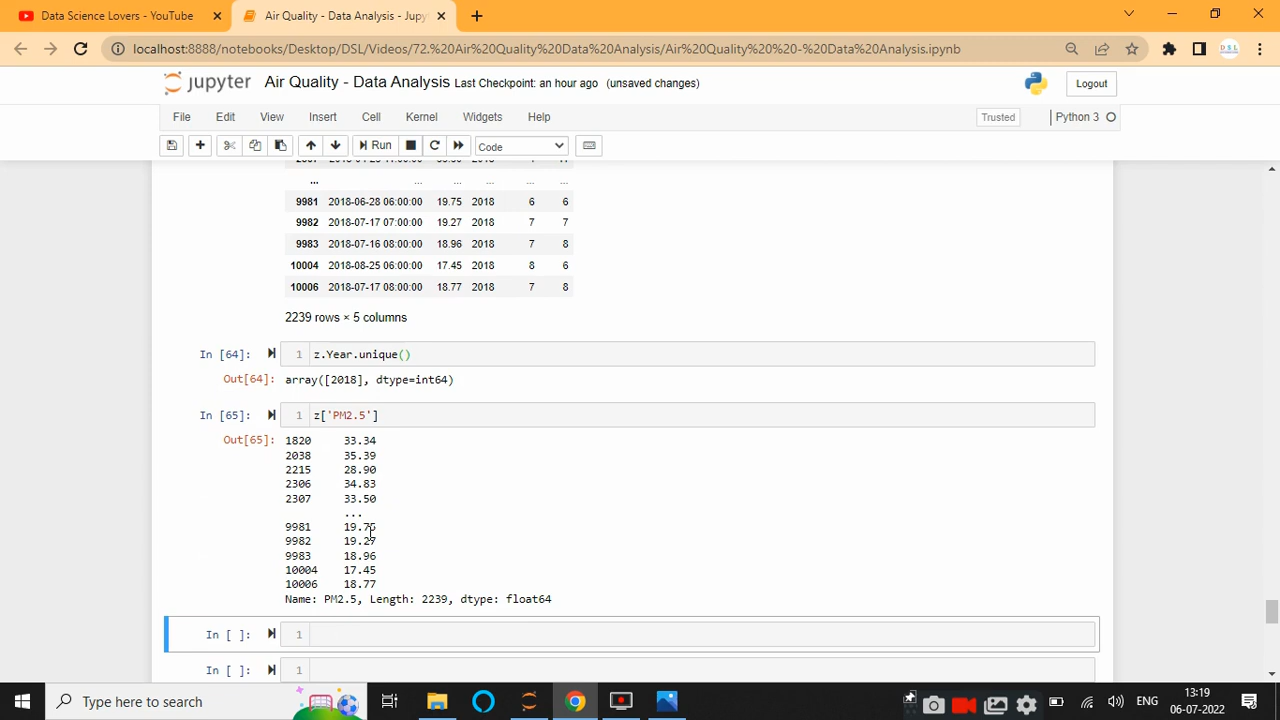 Data Science Lovers - YouTube
Air Quality - Data Analysis - Jupy
localhost:8888/notebooks/Desktop/DSL/Videos/72.%20Air%20Quality%20Data%20Analysis/Air%20Quality%20%20-%20Data%20Analysis.ipynb
jupyter Air Quality - Data Analysis Last Checkpoint: an hour ago (unsaved changes) Logout
File Edit View Insert Cell Kernel Widgets Help Trusted Python 3
Run Code
... ... ... ... ... ...
9981 2018-06-28 06:00:00 19.75 2018 6 6
9982 2018-07-17 07:00:00 19.27 2018 7 7
9983 2018-07-16 08:00:00 18.96 2018 7 8
10004 2018-08-25 06:00:00 17.45 2018 8 6
10006 2018-07-17 08:00:00 18.77 2018 7 8
2239 rows × 5 columns
In [64]: 1 z.Year.unique()
Out[64]: array([2018], dtype=int64)
In [65]: 1 z['PM2.5']
Out[65]: 1820 33.34
2038 35.39
2215 28.90
2306 34.83
2307 33.50
...
9981 19.75
9982 19.27
9983 18.96
10004 17.45
10006 18.77
Name: PM2.5, Length: 2239, dtype: float64
In [ ]: 1
In [ ]: 1
Type here to search
ENG
13:19
06-07-2022